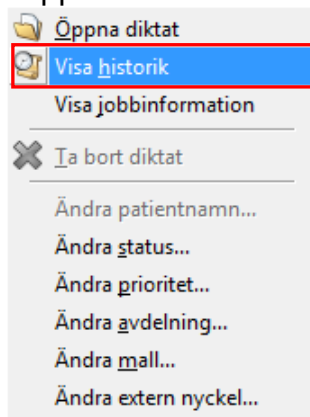 Öppna diktat
Visa historik
Visa jobbinformation
Ta bort diktat
Ändra patientnamn...
Ändra status...
Ändra prioritet...
Ändra avdelning...
Ändra mall...
Ändra extern nyckel...